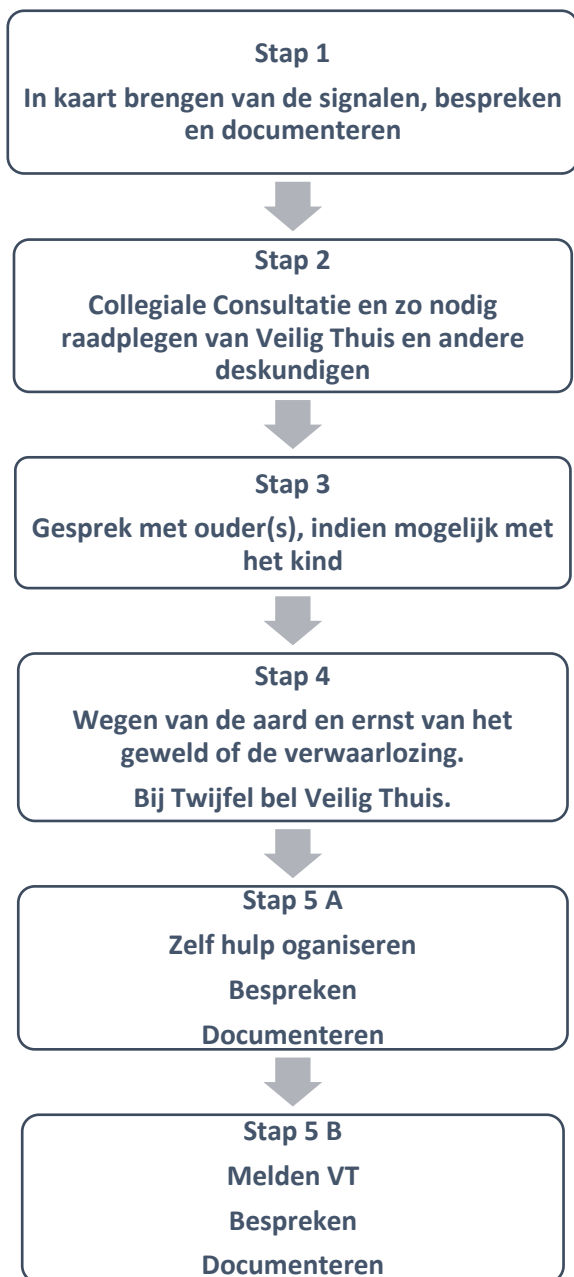 Stap 1
In kaart brengen van de signalen, bespreken
en documenteren
Stap 2
Collegiale Consultatie en zo nodig
raadplegen van Veilig Thuis en andere
deskundigen
Stap 3
Gesprek met ouder(s), indien mogelijk met
het kind
Stap 4
Wegen van de aard en ernst van het
geweld of de verwaarlozing.
Bij Twijfel bel Veilig Thuis.
Stap 5 A
Zelf hulp oganiseren
Bespreken
Documenteren
Stap 5 B
Melden VT
Bespreken
Documenteren